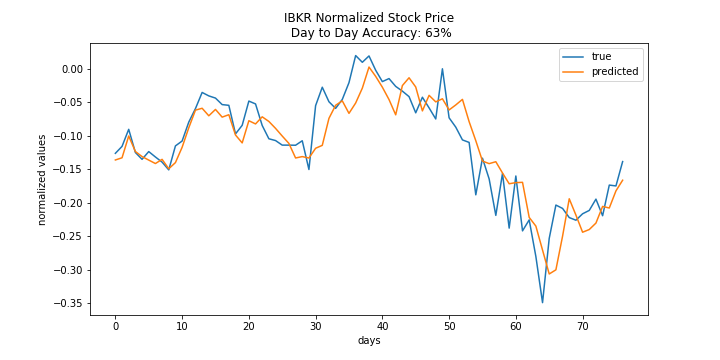 IBKR Normalized Stock Price
Day to Day Accuracy: 63%
true
predicted
0.00
−0.05
−0.10
−0.15
−0.20
−0.25
−0.30
−0.35
normalized values
0 10 20 30 40 50 60 70
days